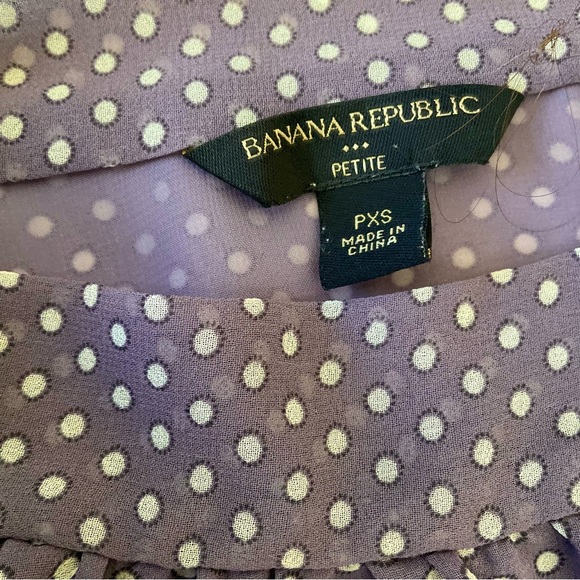 BANANA REPUBLIC
PETITE
PXS
MADE IN
CHINA